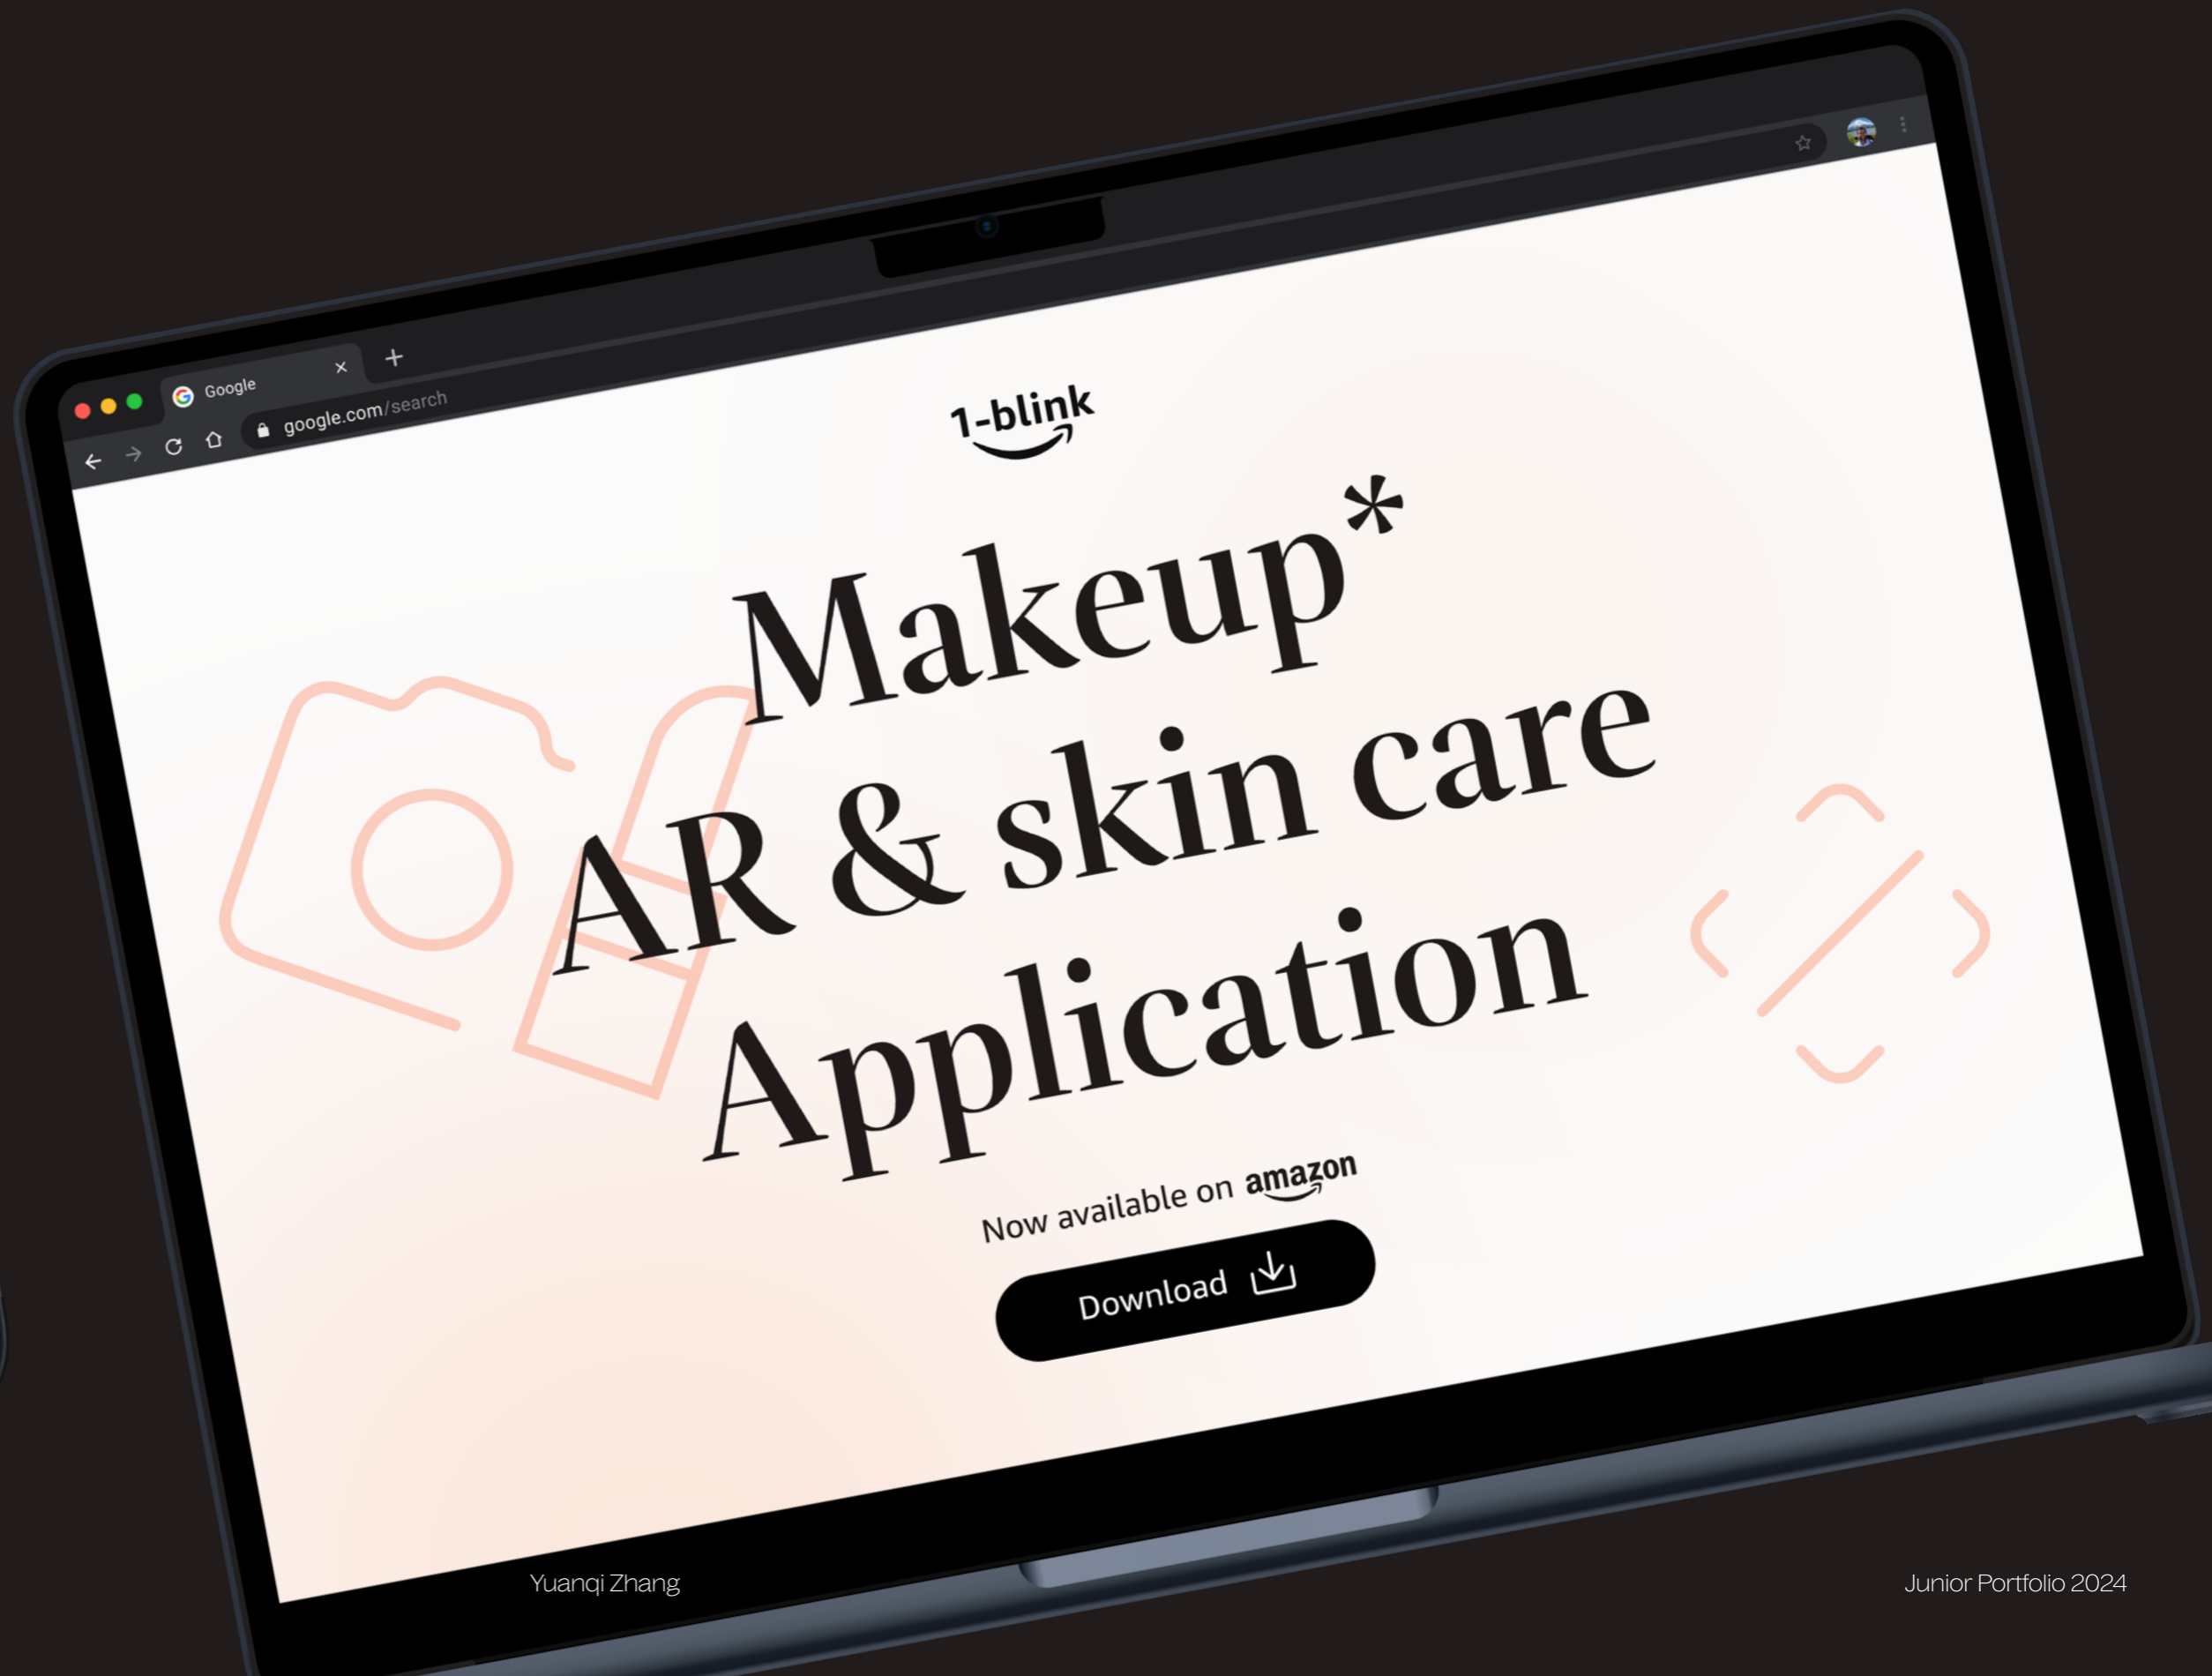 Google
google.com/search
1-blink
Makeup*
AR & skin care
Application
Now available on amazon
Download
Yuanqi Zhang
Junior Portfolio 2024